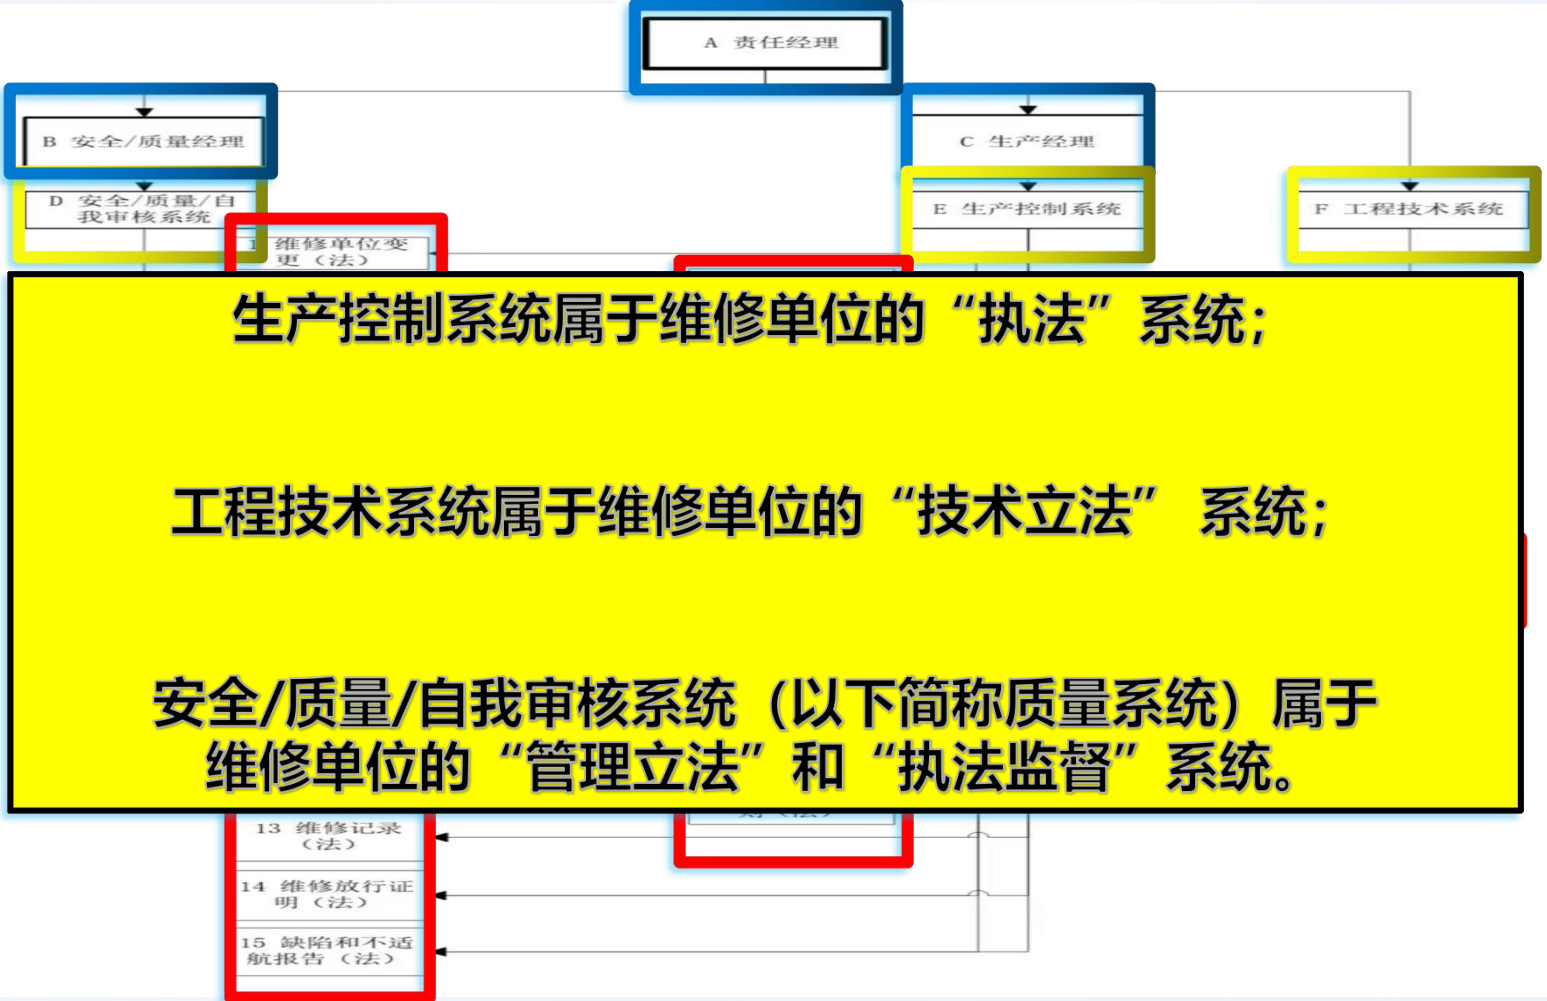 A 责任经理
B 安全/质量经理
C 生产经理
D 安全/质量/自
我审核系统
E 生产控制系统
F 工程技术系统
维修单位变
更（法）
生产控制系统属于维修单位的“执法”系统；
工程技术系统属于维修单位的“技术立法” 系统；
安全/质量/自我审核系统（以下简称质量系统）属于
维修单位的“管理立法”和“执法监督”系统。
13 维修记录
（法）
14 维修放行证
明（法）
15 缺陷和不适
航报告（法）